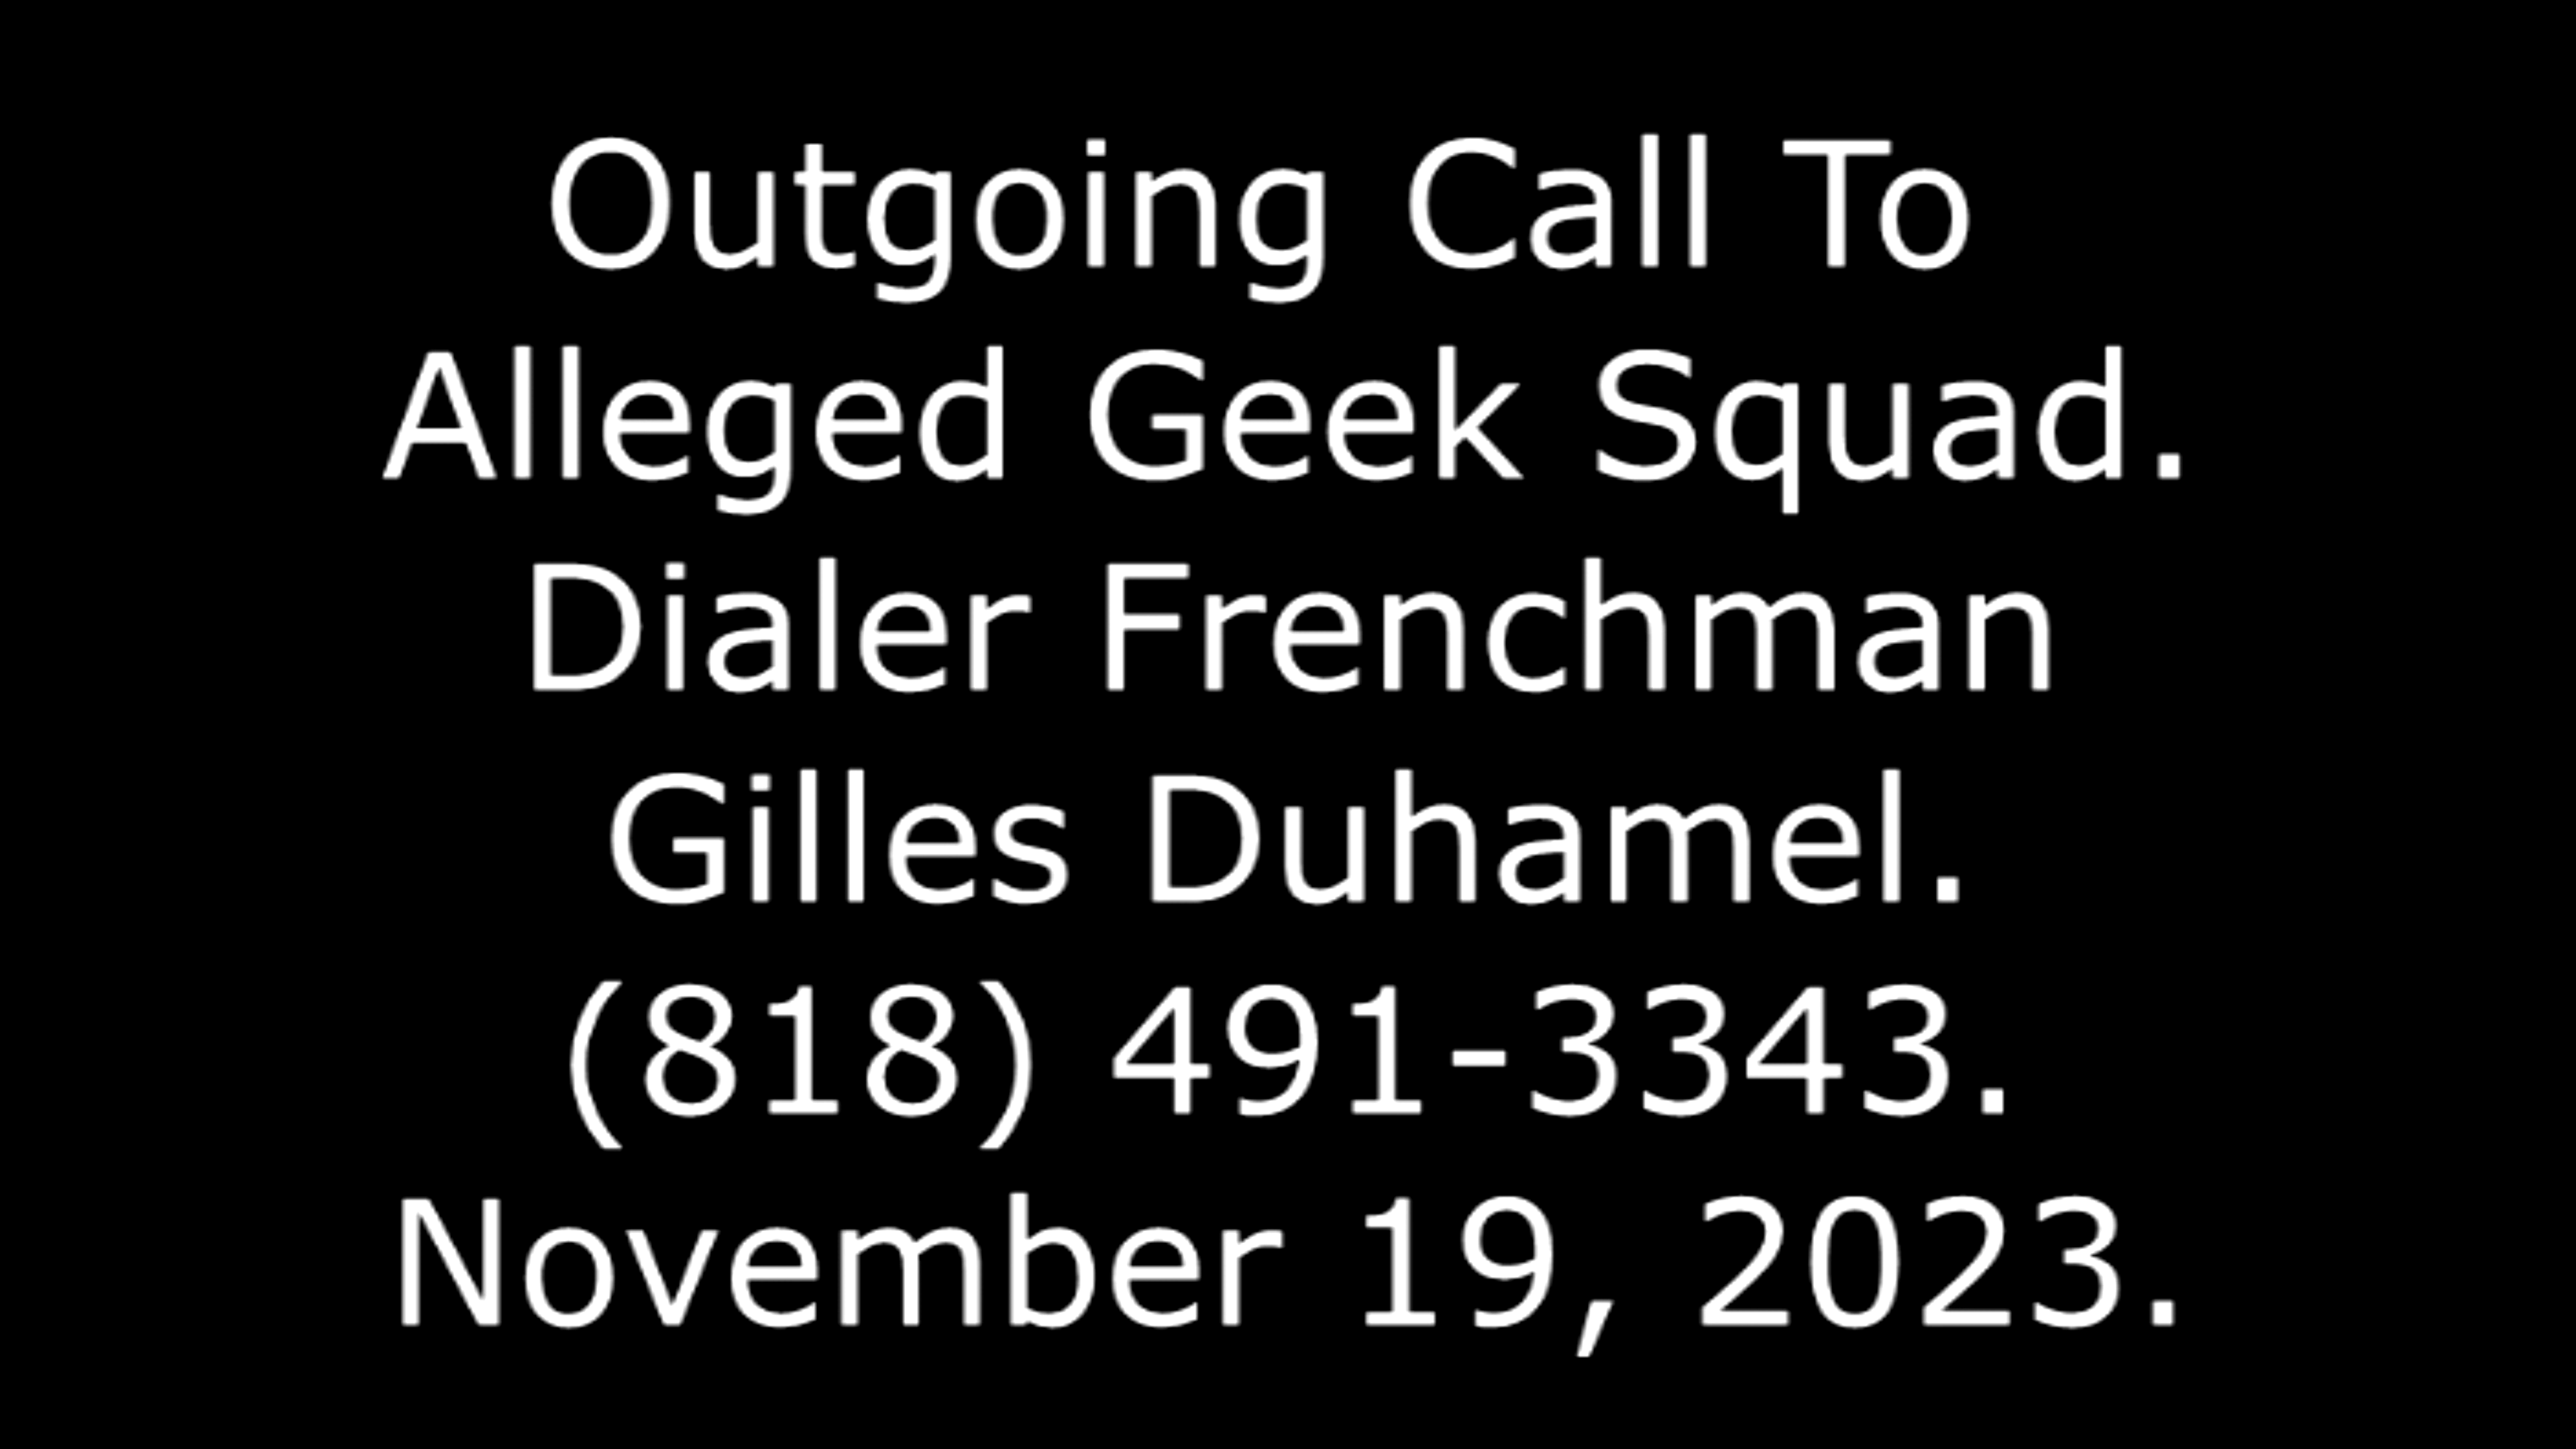 Outgoing Call To
Alleged Geek Squad.
Dialer Frenchman
Gilles Duhamel.
(818) 491-3343.
November 19, 2023.